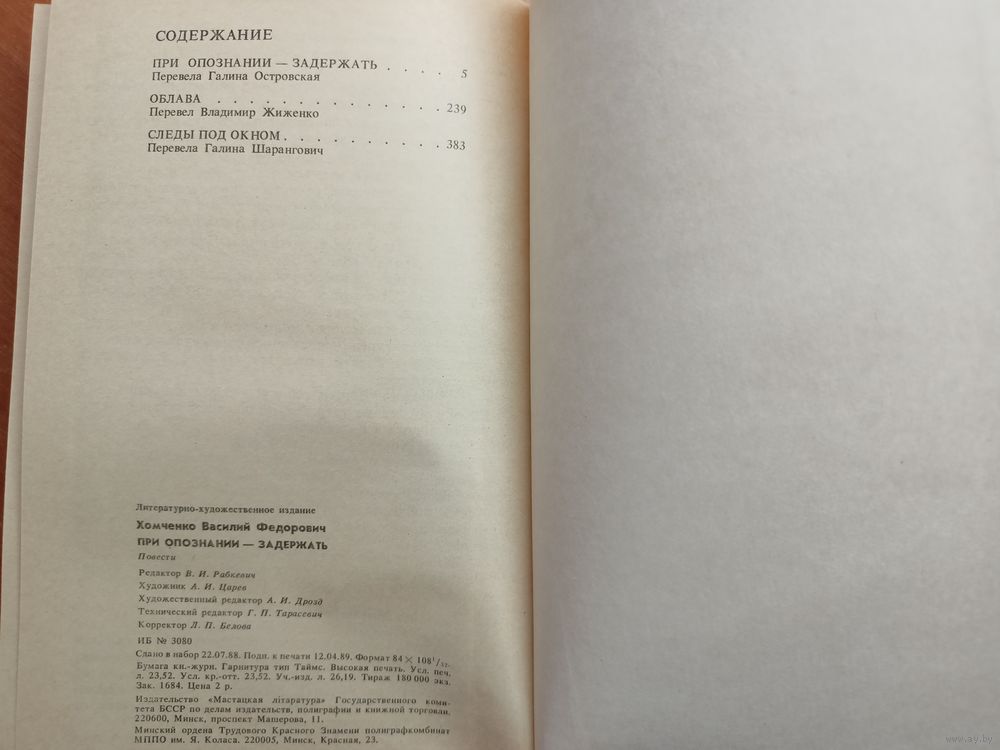 СОДЕРЖАНИЕ
ПРИ ОПОЗНАНИИ — ЗАДЕРЖАТЬ . . . . 5
Перевела Галина Островская
ОБЛАВА . . . . . . . . . . . . 239
Перевел Владимир Жиженко
СЛЕДЫ ПОД ОКНОМ . . . . . . . . . . 383
Перевела Галина Шарангович
Литературно-художественное издание
Хомченко Василий Федорович
ПРИ ОПОЗНАНИИ — ЗАДЕРЖАТЬ
Повести
Редактор В. И. Рабкевич
Художник А. И. Царев
Художественный редактор А. И. Дрозд
Технический редактор Г. П. Тарасевич
Корректор Л. П. Белова
ИБ № 3080
Сдано в набор 22.07.88. Подп. к печати 12.04.89. Формат 84 × 108¹/₃₂.
Бумага кн.-журн. Гарнитура тип Таймс. Высокая печать. Усл. печ.
л. 23,52. Усл. кр.-отт. 23,52. Уч.-изд. л. 26,19. Тираж 180 000 экз.
Зак. 1684. Цена 2 р.
Издательство «Мастацкая літаратура» Государственного коми-
тета БССР по делам издательств, полиграфии и книжной торговли.
220600, Минск, проспект Машерова, 11.
Минский ордена Трудового Красного Знамени полиграфкомбинат
МППО им. Я. Коласа. 220005, Минск, Красная, 23.
www.ay.by